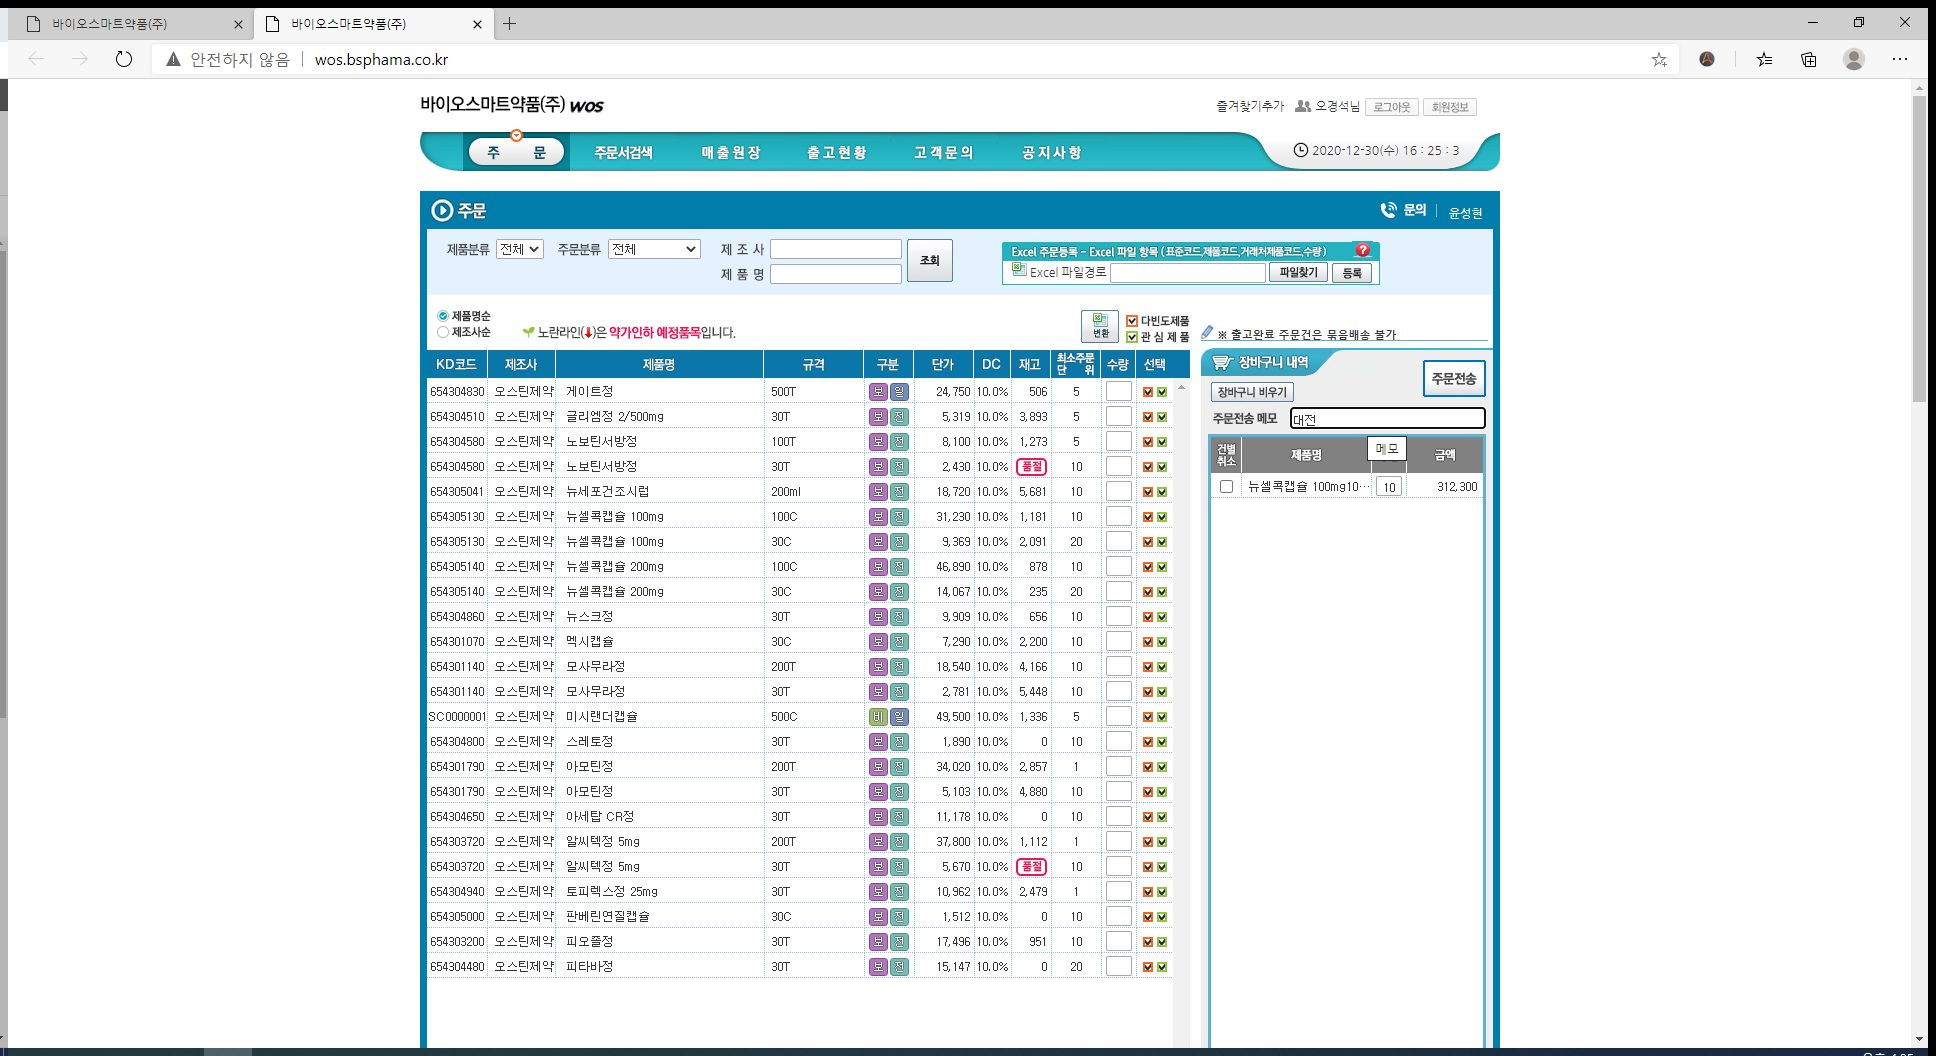 바이오스마트약품(주)
바이오스마트약품(주)
안전하지 않음 | wos.bsphama.co.kr
바이오스마트약품(주) WOS
즐겨찾기추가 오경석님 로그아웃 회원정보
주 문 주문서검색 매출원장 출고현황 고객문의 공지사항 2020-12-30(수) 16 : 25 : 3
주문
문의 | 윤성현
제품분류 전체 주문분류 전체 제 조 사 조회
제 품 명
Excel 주문등록 - Excel 파일 항목 ( 표준코드,제품코드,거래처제품코드,수량 ) ?
Excel 파일경로 파일찾기 등록
제품명순
제조사순
노란라인(↓)은 약가인하 예정품목입니다.
변환
다빈도제품
관 심 제 품
※ 출고완료 주문건은 묶음배송 불가
KD코드 제조사 제품명 규격 구분 단가 DC 재고 최소주문단 위 수량 선택
654304830 오스틴제약 게이트정 500T 보 일 24,750 10.0% 506 5
654304510 오스틴제약 글리엠정 2/500mg 30T 보 전 5,319 10.0% 3,893 5
654304580 오스틴제약 노보틴서방정 100T 보 전 8,100 10.0% 1,273 5
654304580 오스틴제약 노보틴서방정 30T 보 전 2,430 10.0% 품절 10
654305041 오스틴제약 뉴세포건조시럽 200ml 보 전 18,720 10.0% 5,681 10
654305130 오스틴제약 뉴셀콕캡슐 100mg 100C 보 전 31,230 10.0% 1,181 10
654305130 오스틴제약 뉴셀콕캡슐 100mg 30C 보 전 9,369 10.0% 2,091 20
654305140 오스틴제약 뉴셀콕캡슐 200mg 100C 보 전 46,890 10.0% 878 10
654305140 오스틴제약 뉴셀콕캡슐 200mg 30C 보 전 14,067 10.0% 235 20
654304860 오스틴제약 뉴스크정 30T 보 전 9,909 10.0% 656 10
654301070 오스틴제약 멕시캡슐 30C 보 전 7,290 10.0% 2,200 10
654301140 오스틴제약 모사무라정 200T 보 전 18,540 10.0% 4,166 10
654301140 오스틴제약 모사무라정 30T 보 전 2,781 10.0% 5,448 10
SC0000001 오스틴제약 미시랜더캡슐 500C 비 일 49,500 10.0% 1,336 5
654304800 오스틴제약 스레토정 30T 보 전 1,890 10.0% 0 10
654301790 오스틴제약 아모틴정 200T 보 전 34,020 10.0% 2,857 1
654301790 오스틴제약 아모틴정 30T 보 전 5,103 10.0% 4,880 10
654304650 오스틴제약 아세탑 CR정 30T 보 전 11,178 10.0% 0 10
654303720 오스틴제약 알씨텍정 5mg 200T 보 전 37,800 10.0% 1,112 1
654303720 오스틴제약 알씨텍정 5mg 30T 보 전 5,670 10.0% 품절 10
654304940 오스틴제약 토피렉스정 25mg 30T 보 전 10,962 10.0% 2,479 1
654305000 오스틴제약 판베린연질캡슐 30C 보 전 1,512 10.0% 0 10
654303200 오스틴제약 피오졸정 30T 보 전 17,496 10.0% 951 10
654304480 오스틴제약 피타바정 30T 보 전 15,147 10.0% 0 20
장바구니 내역
장바구니 비우기 주문전송
주문전송 메모 대전
건별취소 제품명 메모 금액
뉴셀콕캡슐 100mg10… 10 312,300